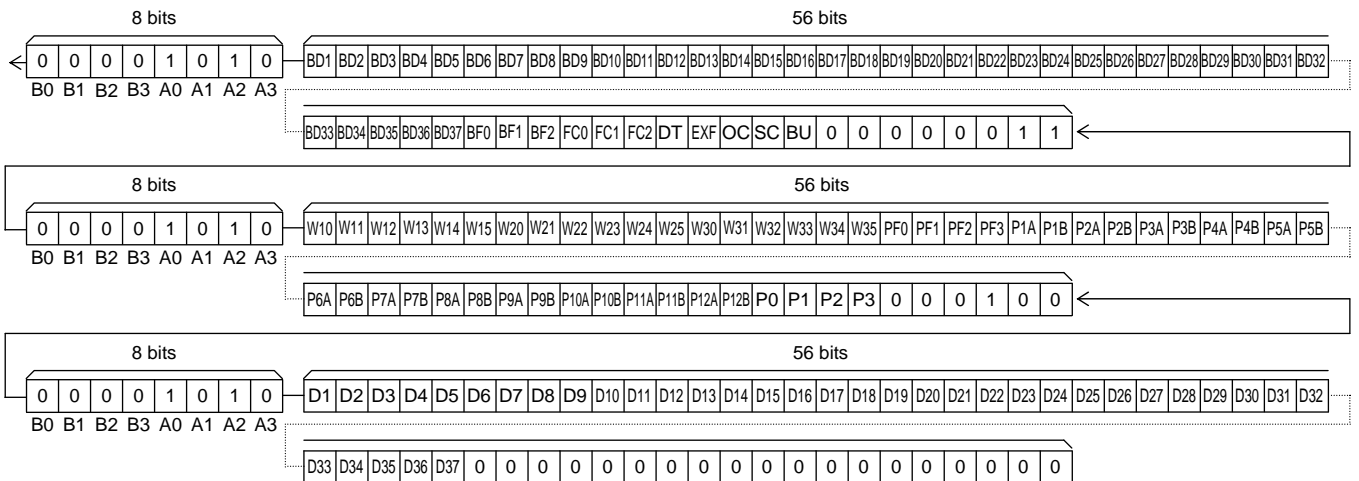 8 bits 56 bits
0 0 0 0 1 0 1 0 BD1 BD2 BD3 BD4 BD5 BD6 BD7 BD8 BD9 BD10 BD11 BD12 BD13 BD14 BD15 BD16 BD17 BD18 BD19 BD20 BD21 BD22 BD23 BD24 BD25 BD26 BD27 BD28 BD29 BD30 BD31 BD32
B0 B1 B2 B3 A0 A1 A2 A3
BD33 BD34 BD35 BD36 BD37 BF0 BF1 BF2 FC0 FC1 FC2 DT EXF OC SC BU 0 0 0 0 0 0 1 1
8 bits 56 bits
0 0 0 0 1 0 1 0 W10 W11 W12 W13 W14 W15 W20 W21 W22 W23 W24 W25 W30 W31 W32 W33 W34 W35 PF0 PF1 PF2 PF3 P1A P1B P2A P2B P3A P3B P4A P4B P5A P5B
B0 B1 B2 B3 A0 A1 A2 A3
P6A P6B P7A P7B P8A P8B P9A P9B P10A P10B P11A P11B P12A P12B P0 P1 P2 P3 0 0 0 1 0 0
8 bits 56 bits
0 0 0 0 1 0 1 0 D1 D2 D3 D4 D5 D6 D7 D8 D9 D10 D11 D12 D13 D14 D15 D16 D17 D18 D19 D20 D21 D22 D23 D24 D25 D26 D27 D28 D29 D30 D31 D32
B0 B1 B2 B3 A0 A1 A2 A3
D33 D34 D35 D36 D37 0 0 0 0 0 0 0 0 0 0 0 0 0 0 0 0 0 0 0